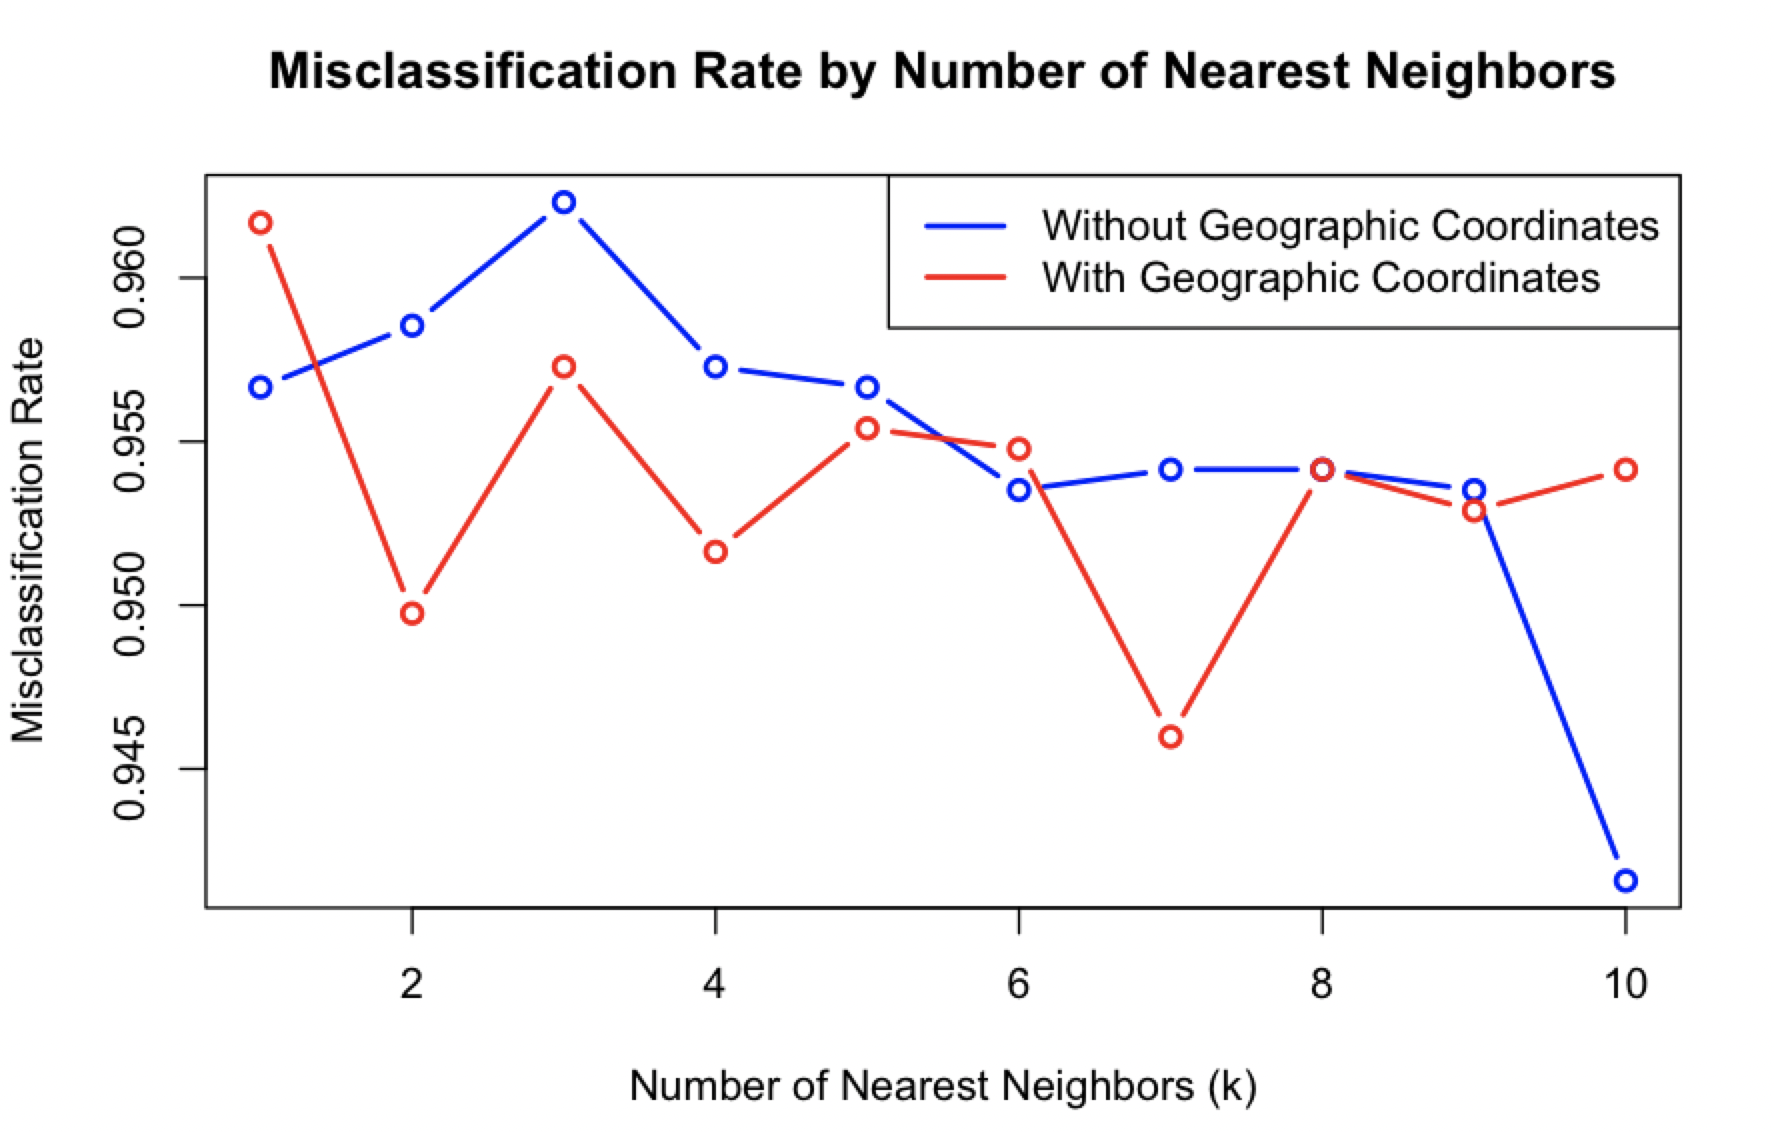 Misclassification Rate by Number of Nearest Neighbors
Without Geographic Coordinates
With Geographic Coordinates
Misclassification Rate
0.960
0.955
0.950
0.945
2 4 6 8 10
Number of Nearest Neighbors (k)